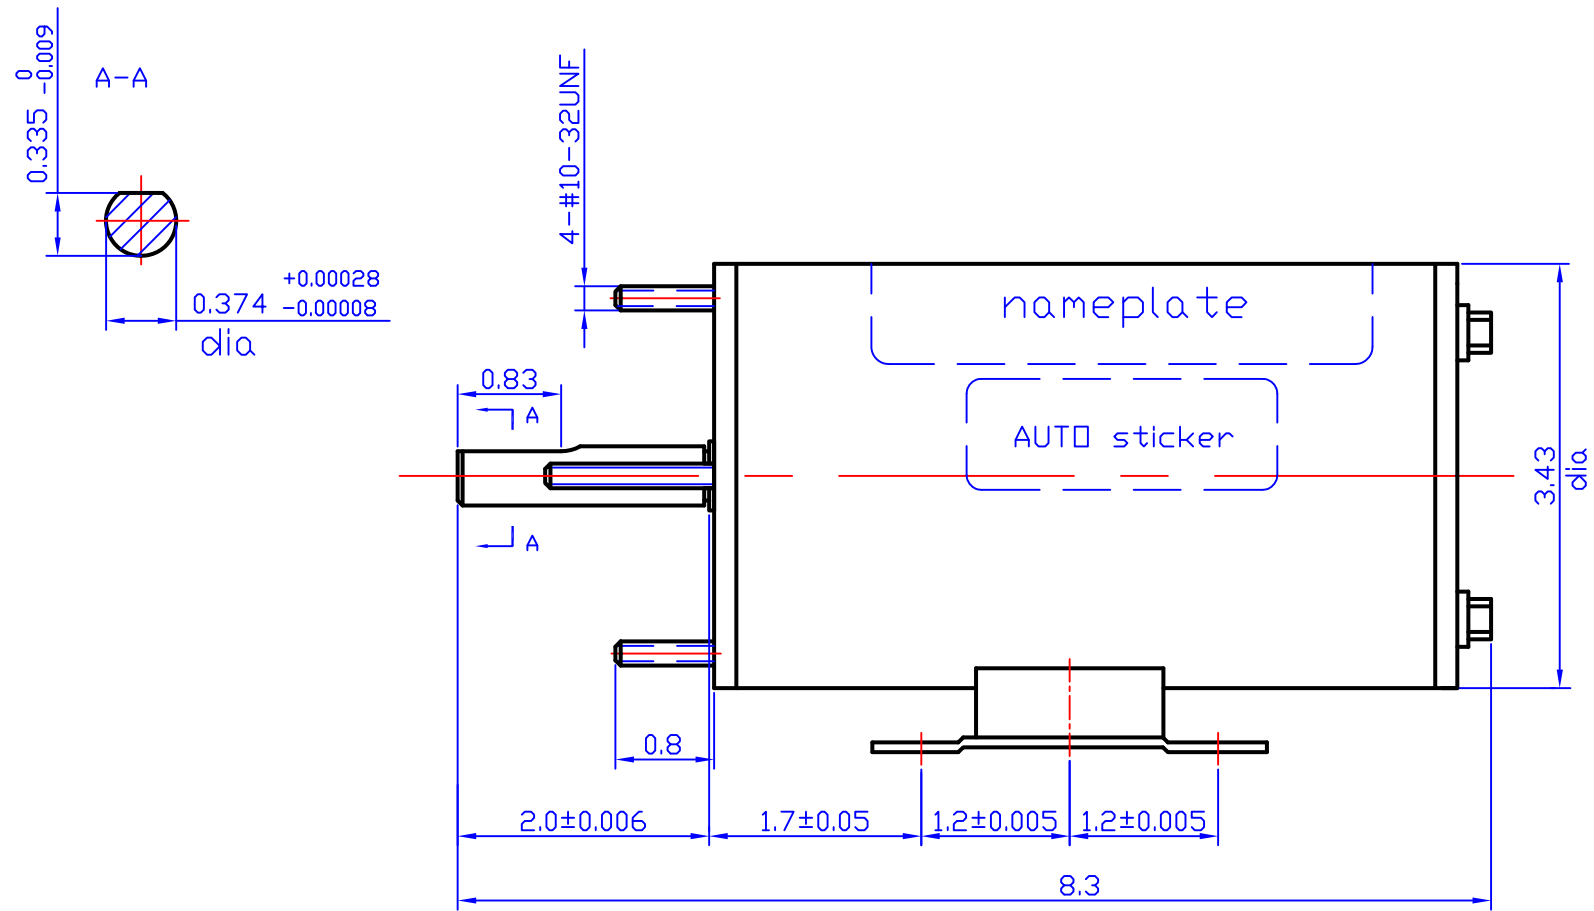 A-A
0.335 0 -0.009
0.374 +0.00028 -0.00008
dia
4-#10-32UNF
nameplate
AUTO sticker
0.83
A
A
3.43
dia
0.8
2.0±0.006
1.7±0.05
1.2±0.005
1.2±0.005
8.3